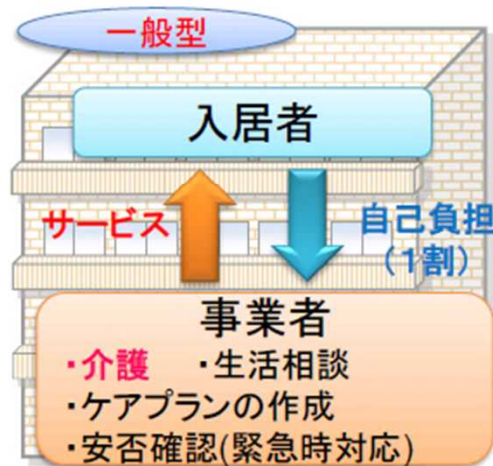 一般型
入居者
サービス
自己負担
（1割）
事業者
・介護 ・生活相談
・ケアプランの作成
・安否確認(緊急時対応)